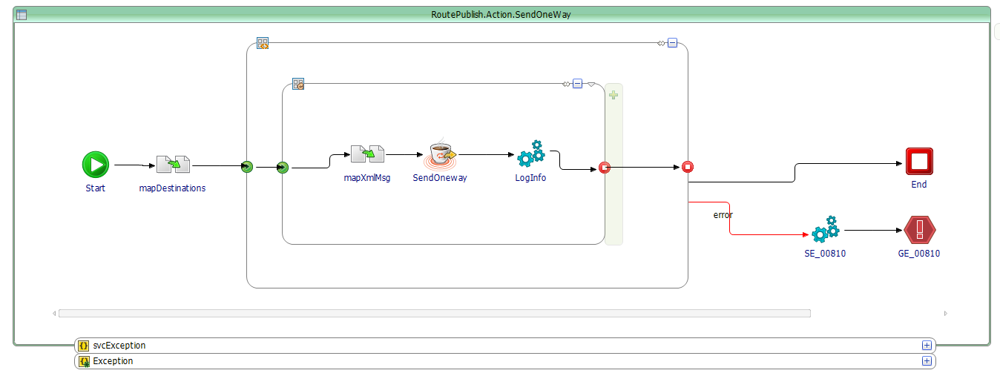 RoutePublish.Action.SendOneWay
Start
mapDestinations
mapXmlMsg
SendOneway
LogInfo
End
error
SE_00810
GE_00810
svcException
Exception